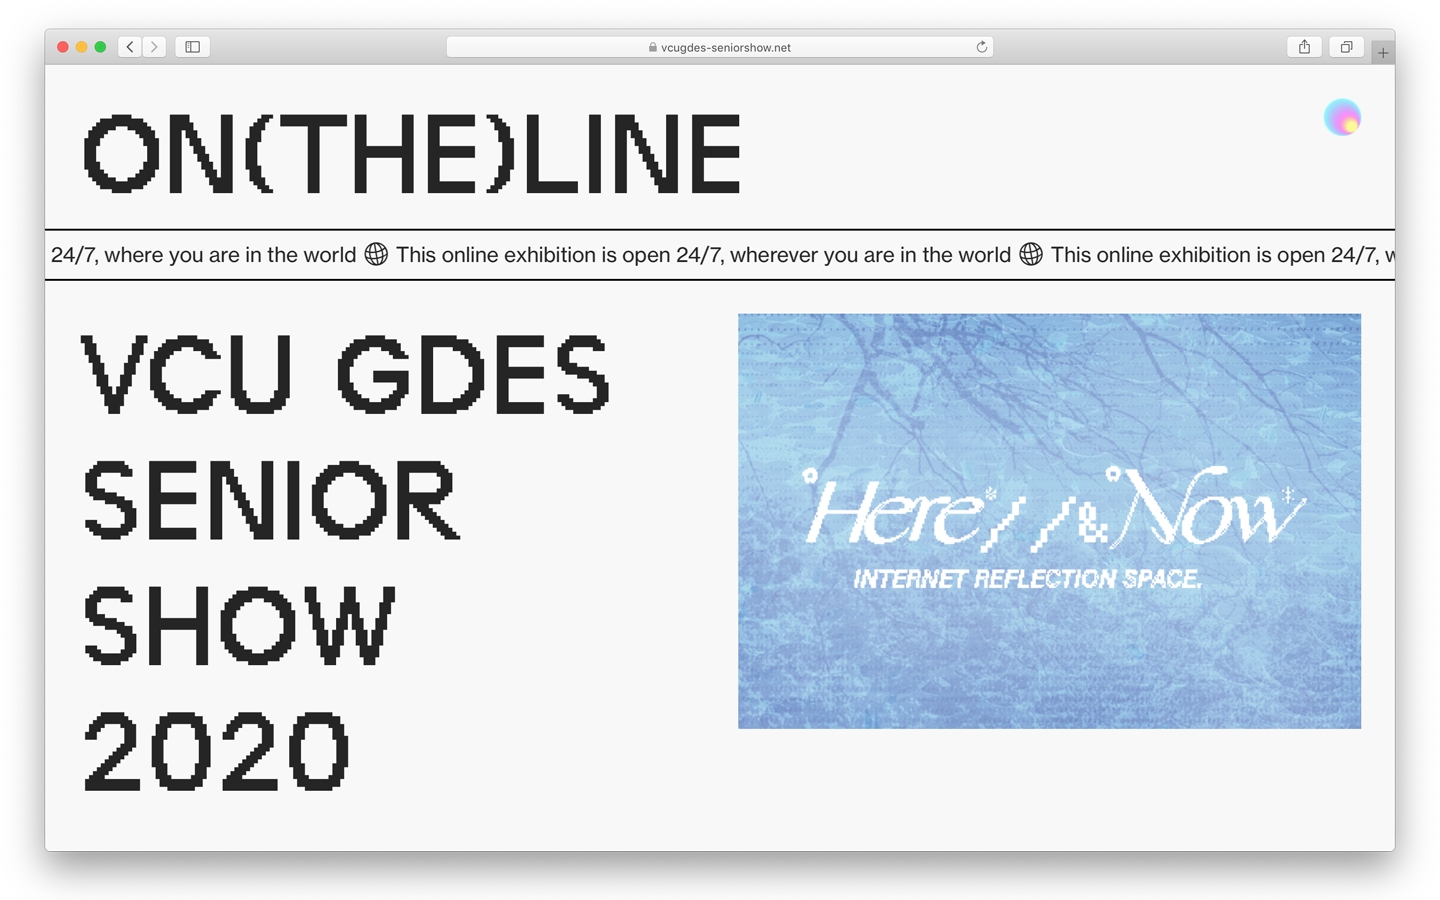 vcugdes-seniorshow.net
ON(THE)LINE
24/7, where you are in the world This online exhibition is open 24/7, wherever you are in the world This online exhibition is open 24/7, w
VCU GDES
SENIOR
SHOW
2020
°Here*//&°Now*
INTERNET REFLECTION SPACE.